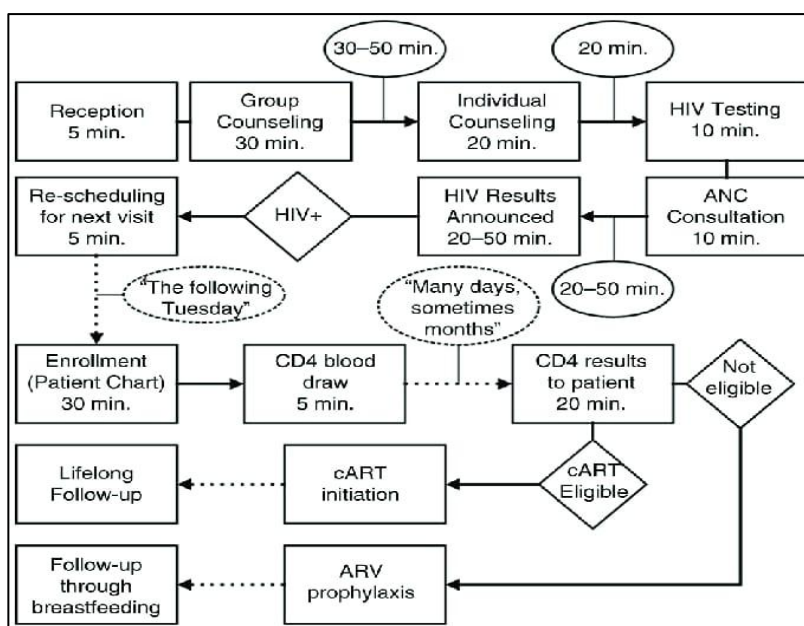 30–50 min.
20 min.
Reception
5 min.
Group
Counseling
30 min.
Individual
Counseling
20 min.
HIV Testing
10 min.
Re-scheduling
for next visit
5 min.
HIV+
HIV Results
Announced
20–50 min.
ANC
Consultation
10 min.
20–50 min.
“The following
Tuesday”
“Many days,
sometimes
months”
Enrollment
(Patient Chart)
30 min.
CD4 blood
draw
5 min.
CD4 results
to patient
20 min.
Not
eligible
Lifelong
Follow-up
cART
initiation
cART
Eligible
Follow-up
through
breastfeeding
ARV
prophylaxis